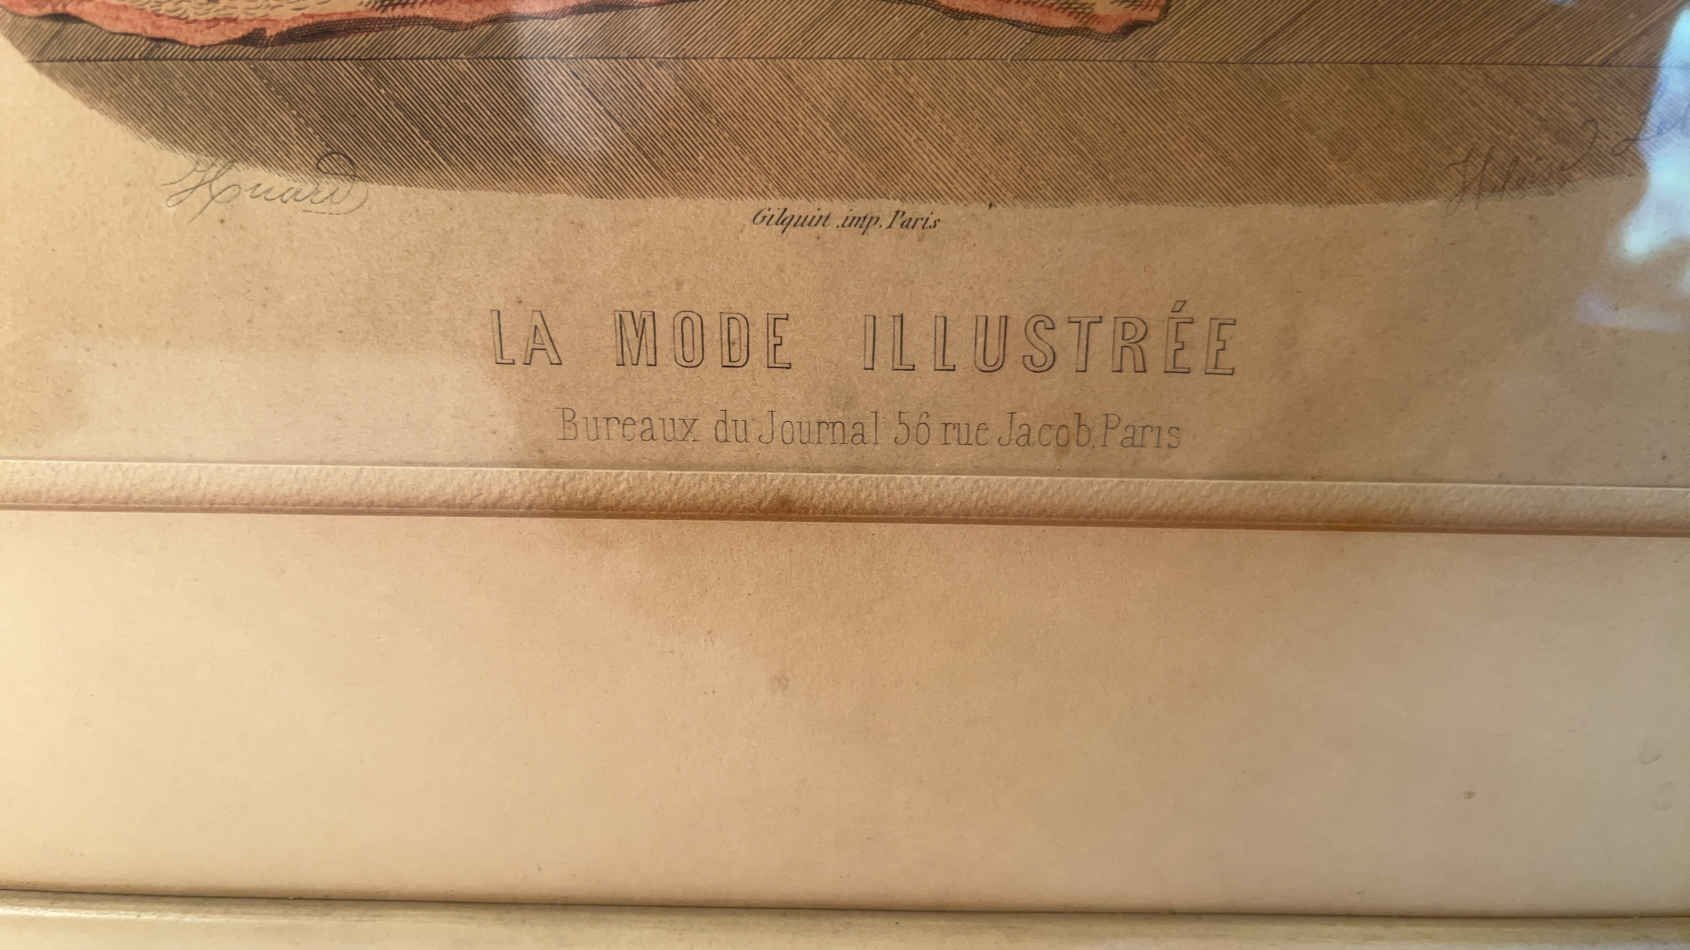 Huard
Gilquin imp. Paris
LA MODE ILLUSTRÉE
Bureaux du Journal 56 rue Jacob, Paris